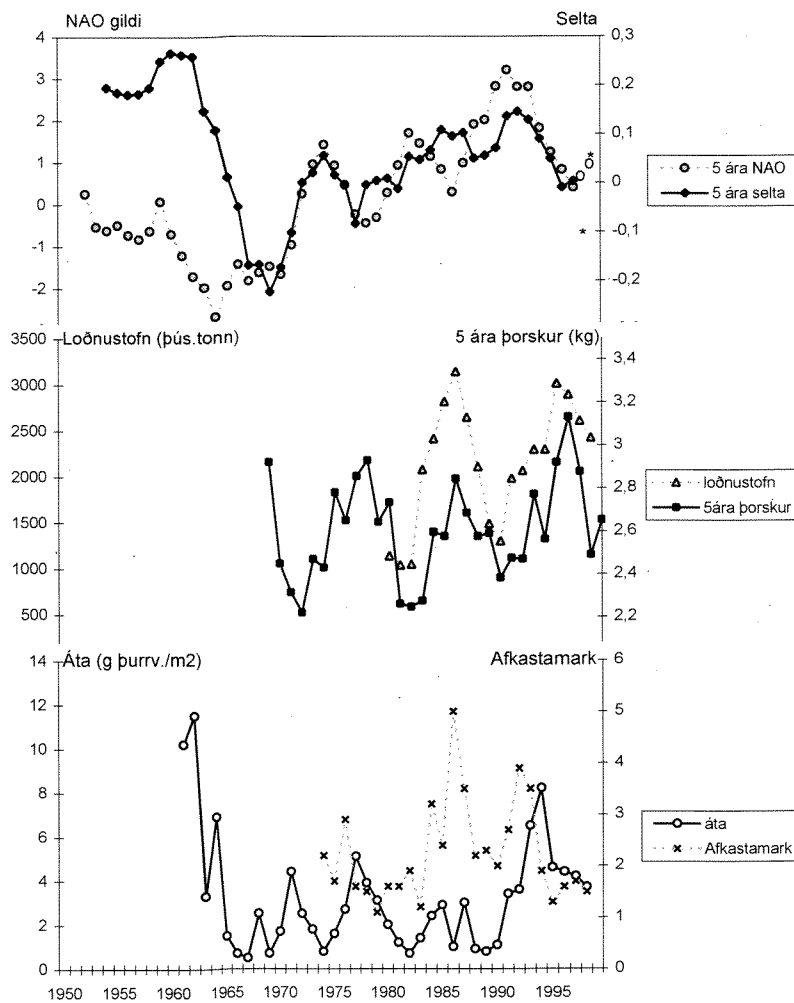 NAO gildi Selta
4 0,3
3 0,2
2 0,1
1 0
0 -0,1
-1 -0,2
-2
5 ára NAO
5 ára selta
Loðnustofn (þús.tonn) 5 ára þorskur (kg)
3500 3,4
3000 3,2
2500 3
2000 2,8
1500 2,6
1000 2,4
500 2,2
loðnustofn
5ára þorskur
Áta (g þurrv./m2) Afkastamark
14 6
12 5
10 4
8 3
6 2
4 1
2 0
0
áta
Afkastamark
1950 1955 1960 1965 1970 1975 1980 1985 1990 1995